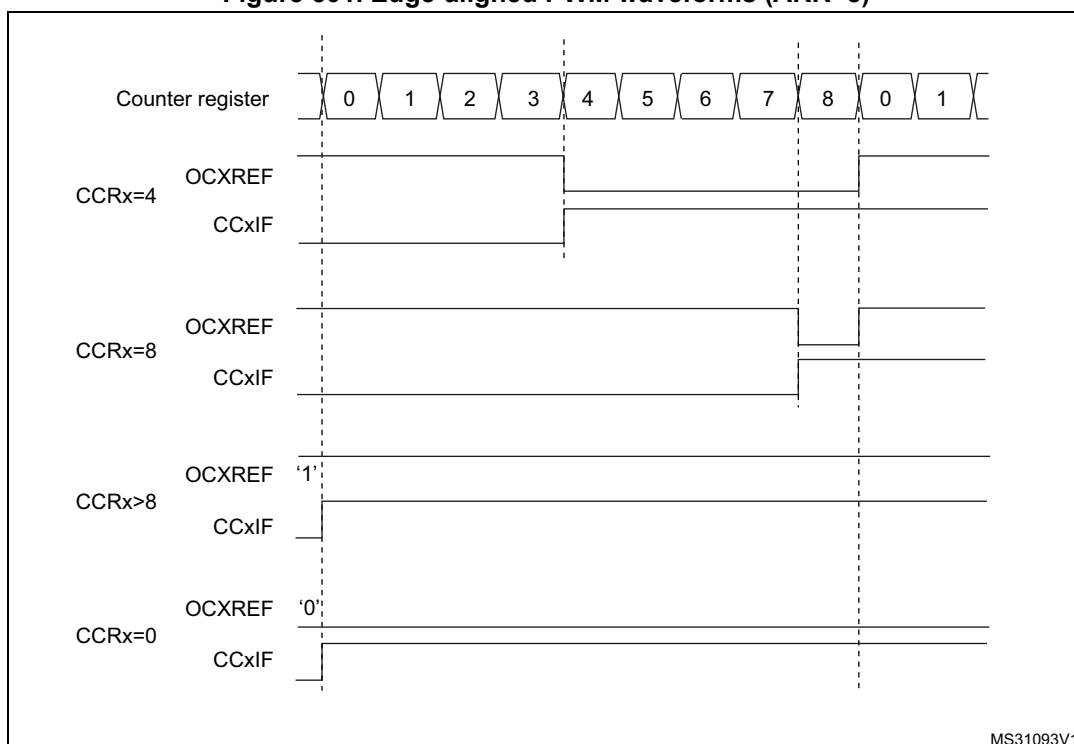 Counter register 0 1 2 3 4 5 6 7 8 0 1
OCXREF
CCRx=4
CCxIF
OCXREF
CCRx=8
CCxIF
OCXREF '1'
CCRx>8
CCxIF
OCXREF '0'
CCRx=0
CCxIF
MS31093V1